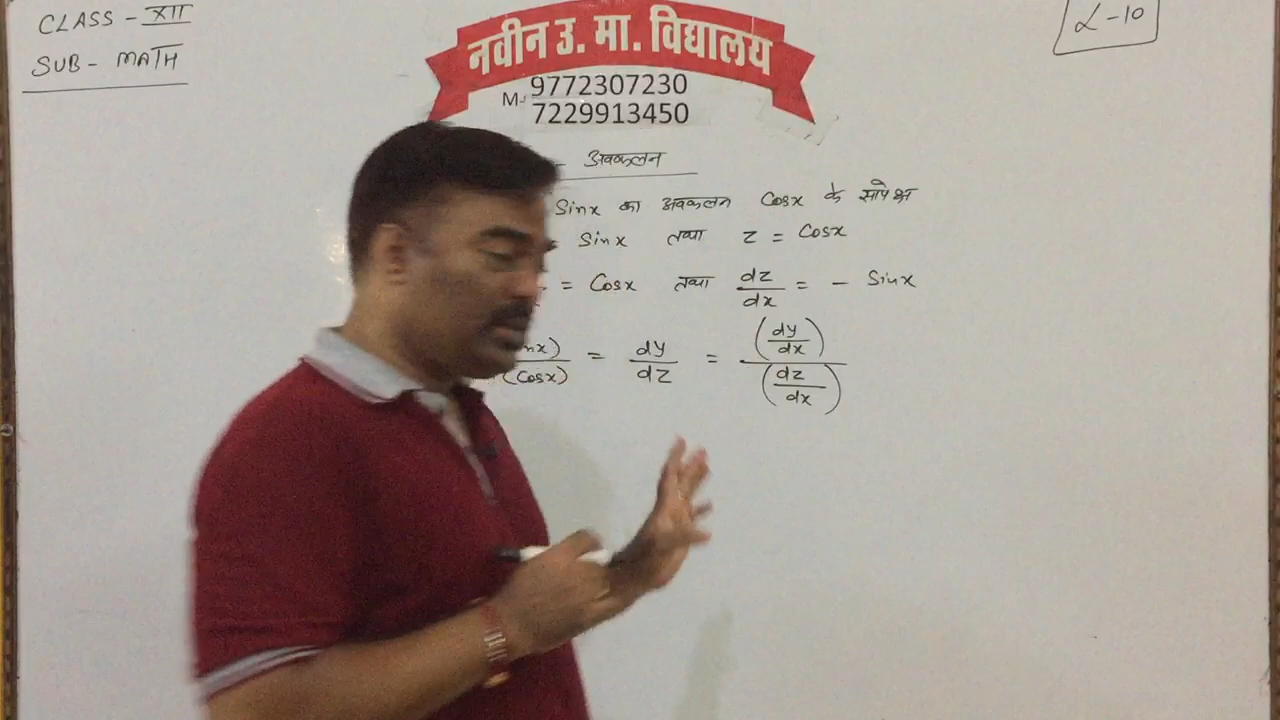 CLASS - XII
SUB - MATH
L-10
नवीन उ. मा. विद्यालय
M.- 9772307230
7229913450
- अवकलन
Sinx का अवकलन Cosx के सापेक्ष
= Sinx तथा z = Cosx
= Cosx तथा dz/dx = - Sinx
nx)/(Cosx) = dy/dz = (dy/dx)/(dz/dx)